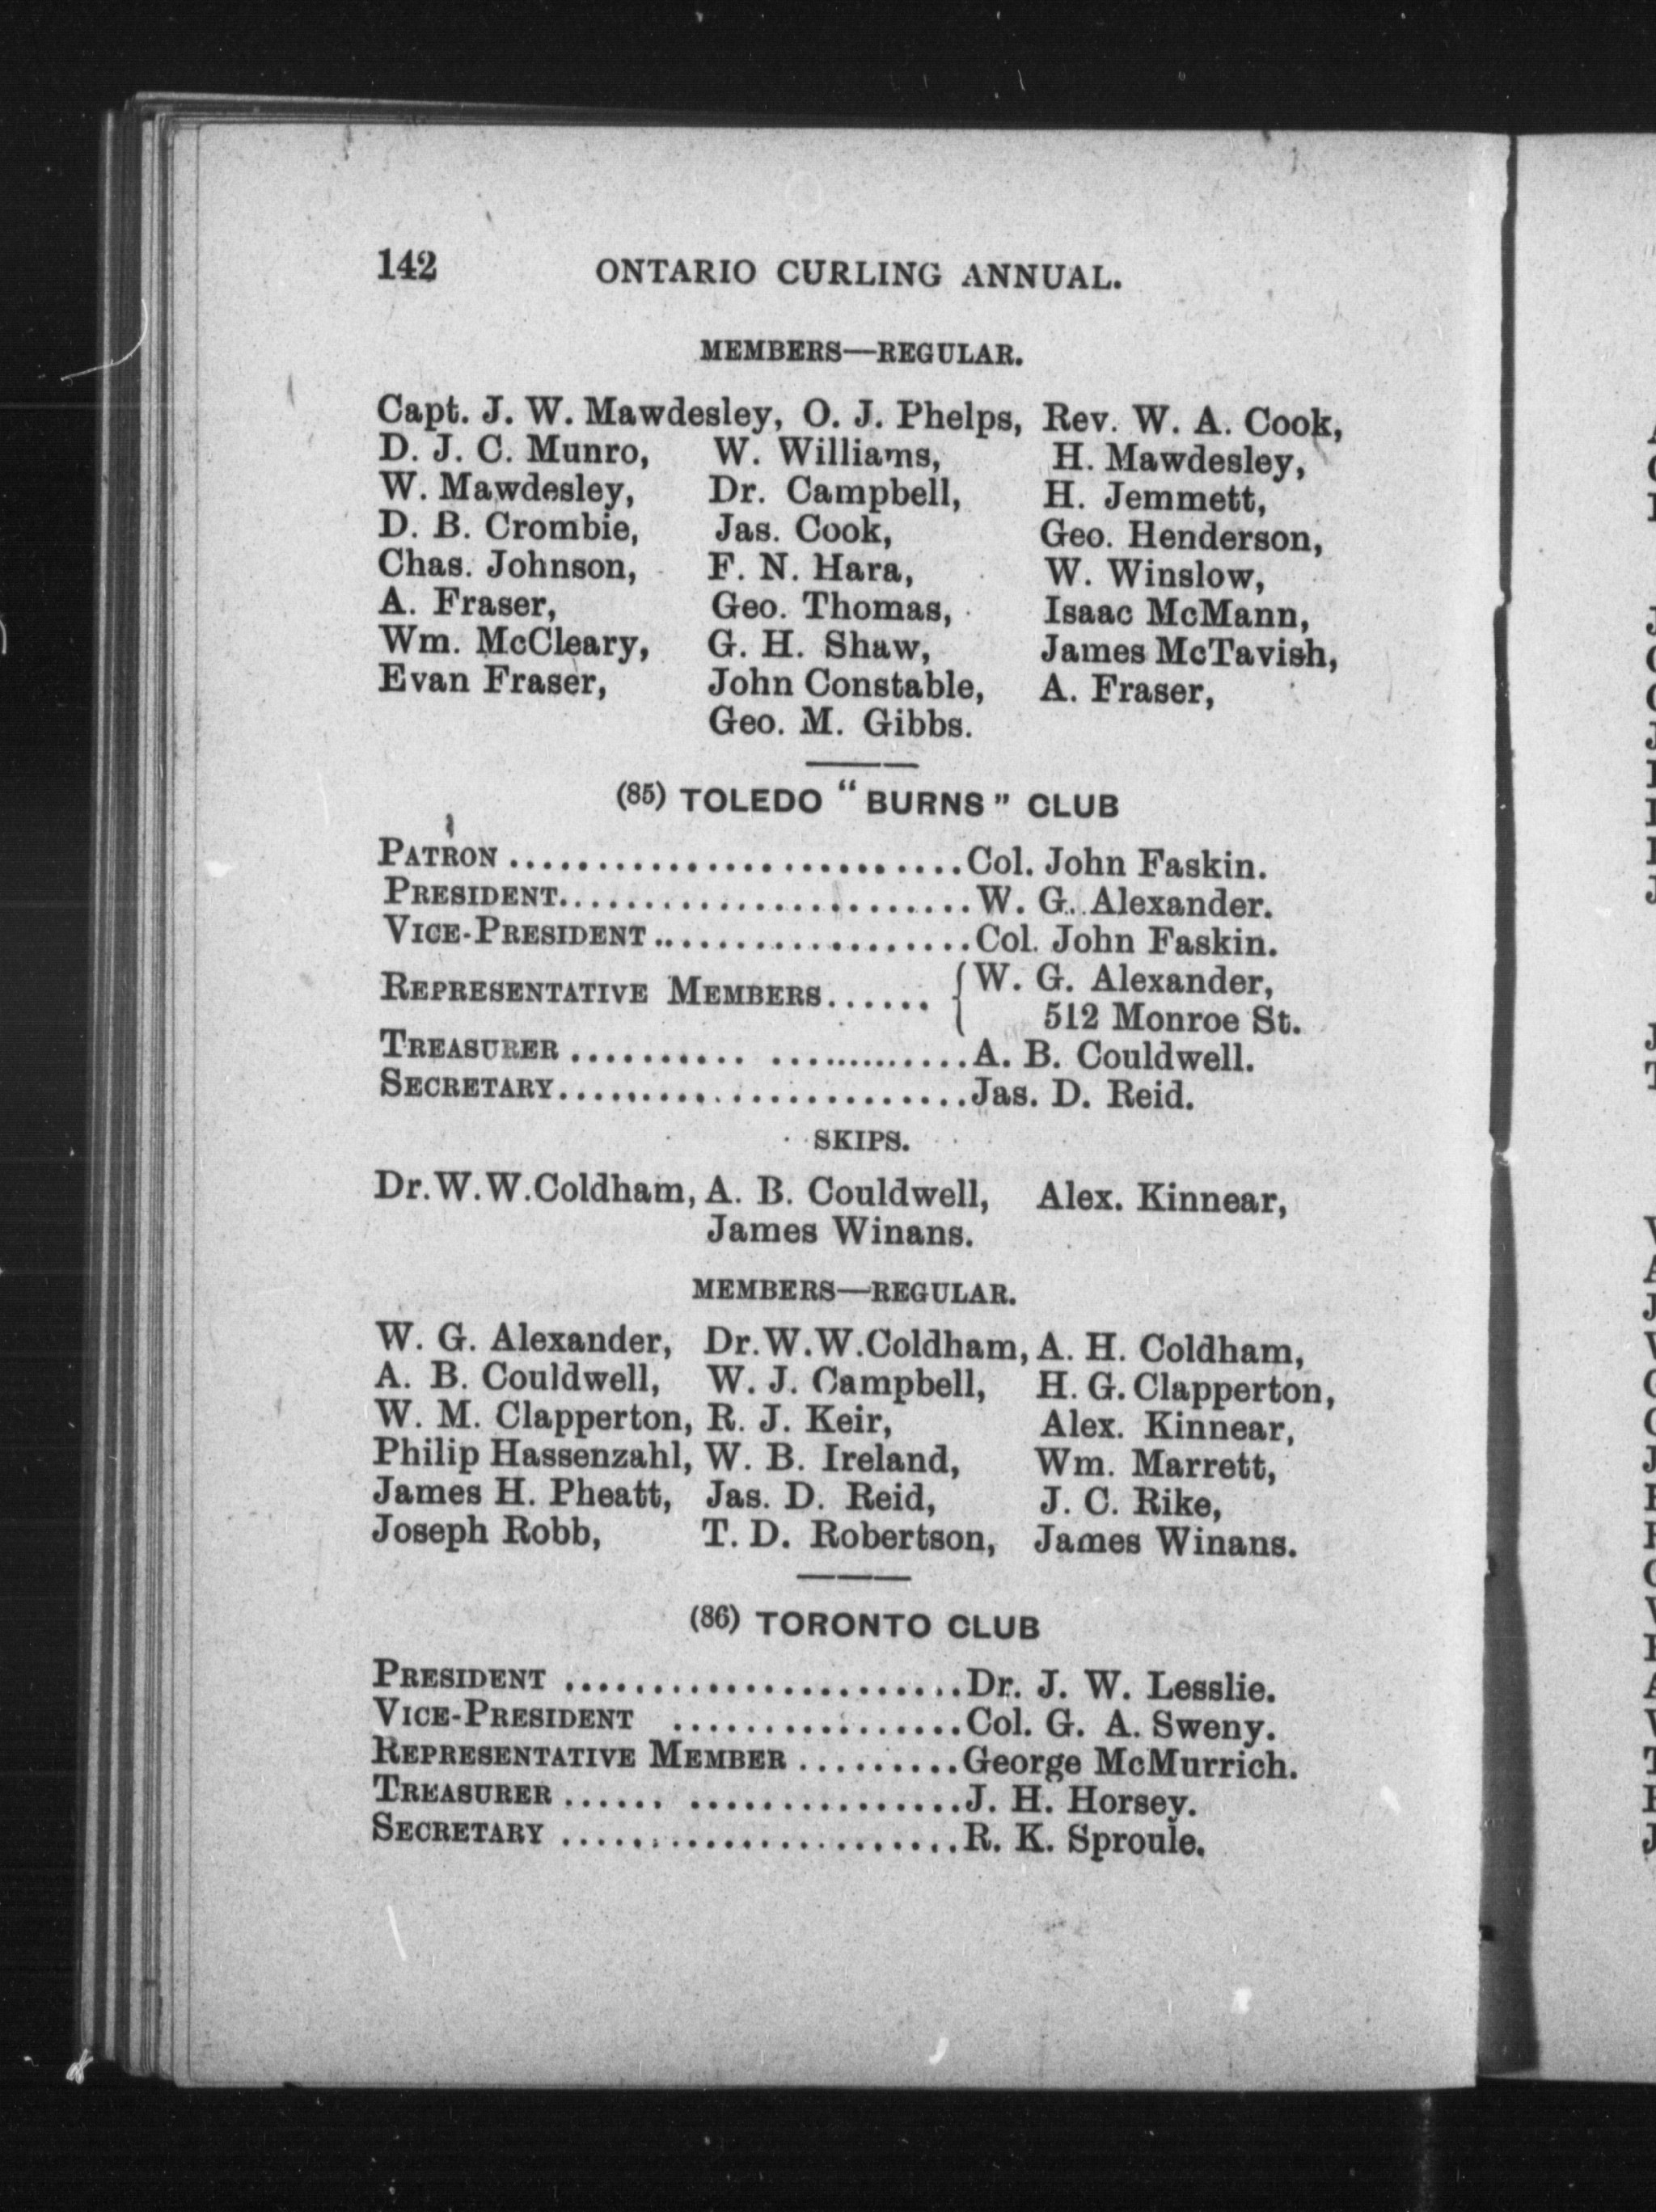 142 ONTARIO CURLING ANNUAL.
MEMBERS—REGULAR.
Capt. J. W. Mawdesley, O. J. Phelps, Rev. W. A. Cook,
D. J. C. Munro, W. Williams, H. Mawdesley,
W. Mawdesley, Dr. Campbell, H. Jemmett,
D. B. Crombie, Jas. Cook, Geo. Henderson,
Chas. Johnson, F. N. Hara, W. Winslow,
A. Fraser, Geo. Thomas, Isaac McMann,
Wm. McCleary, G. H. Shaw, James McTavish,
Evan Fraser, John Constable, A. Fraser,
Geo. M. Gibbs.
(85) TOLEDO "BURNS" CLUB
PATRON ........................... Col. John Faskin.
PRESIDENT......................... W. G. Alexander.
VICE-PRESIDENT ................... Col. John Faskin.
REPRESENTATIVE MEMBERS...... { W. G. Alexander,
512 Monroe St.
TREASURER .......... ............ A. B. Couldwell.
SECRETARY......................... Jas. D. Reid.
SKIPS.
Dr. W. W. Coldham, A. B. Couldwell, Alex. Kinnear,
James Winans.
MEMBERS—REGULAR.
W. G. Alexander, Dr. W. W. Coldham, A. H. Coldham,
A. B. Couldwell, W. J. Campbell, H. G. Clapperton,
W. M. Clapperton, R. J. Keir, Alex. Kinnear,
Philip Hassenzahl, W. B. Ireland, Wm. Marrett,
James H. Pheatt, Jas. D. Reid, J. C. Rike,
Joseph Robb, T. D. Robertson, James Winans.
(86) TORONTO CLUB
PRESIDENT ........................ Dr. J. W. Lesslie.
VICE-PRESIDENT ................. Col. G. A. Sweny.
REPRESENTATIVE MEMBER .......... George McMurrich.
TREASURER ...... ................ J. H. Horsey.
SECRETARY ........................ R. K. Sproule.